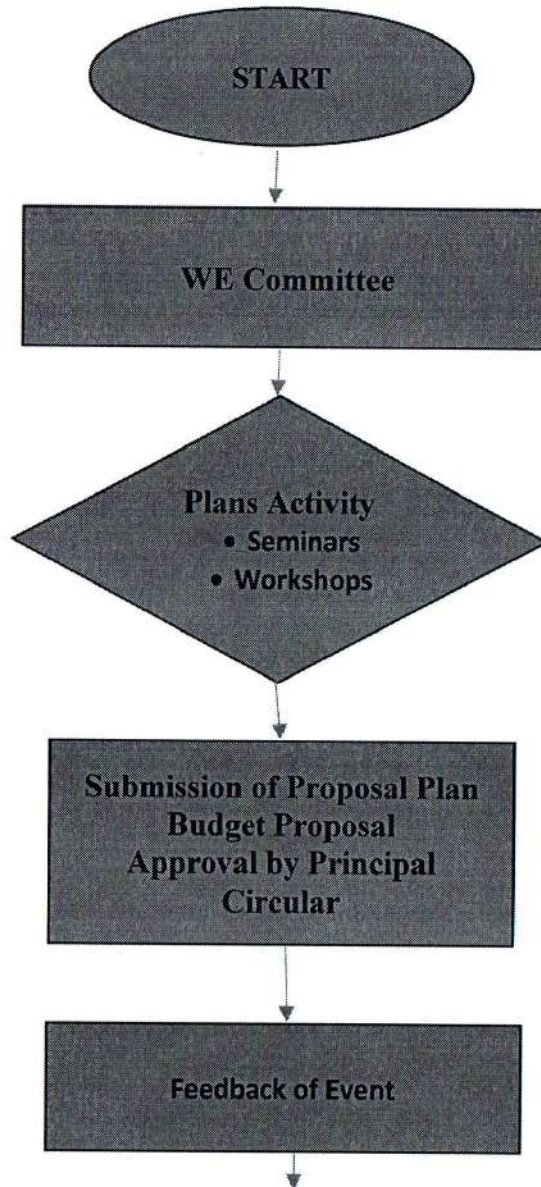 START
WE Committee
Plans Activity
• Seminars
• Workshops
Submission of Proposal Plan
Budget Proposal
Approval by Principal
Circular
Feedback of Event